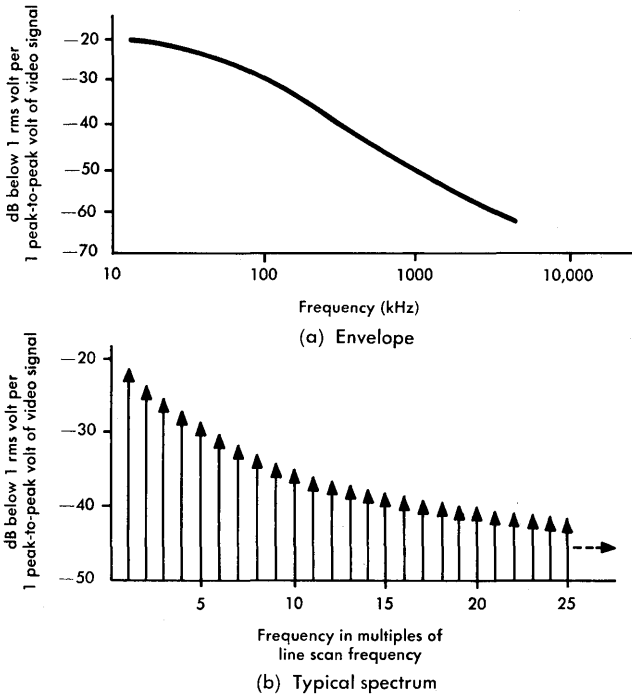 dB below 1 rms volt per
1 peak-to-peak volt of video signal
—20
—30
—40
—50
—60
—70
10
100
1000
10,000
Frequency (kHz)
(a) Envelope
dB below 1 rms volt per
1 peak-to-peak volt of video signal
—20
—30
—40
—50
5
10
15
20
25
Frequency in multiples of
line scan frequency
(b) Typical spectrum